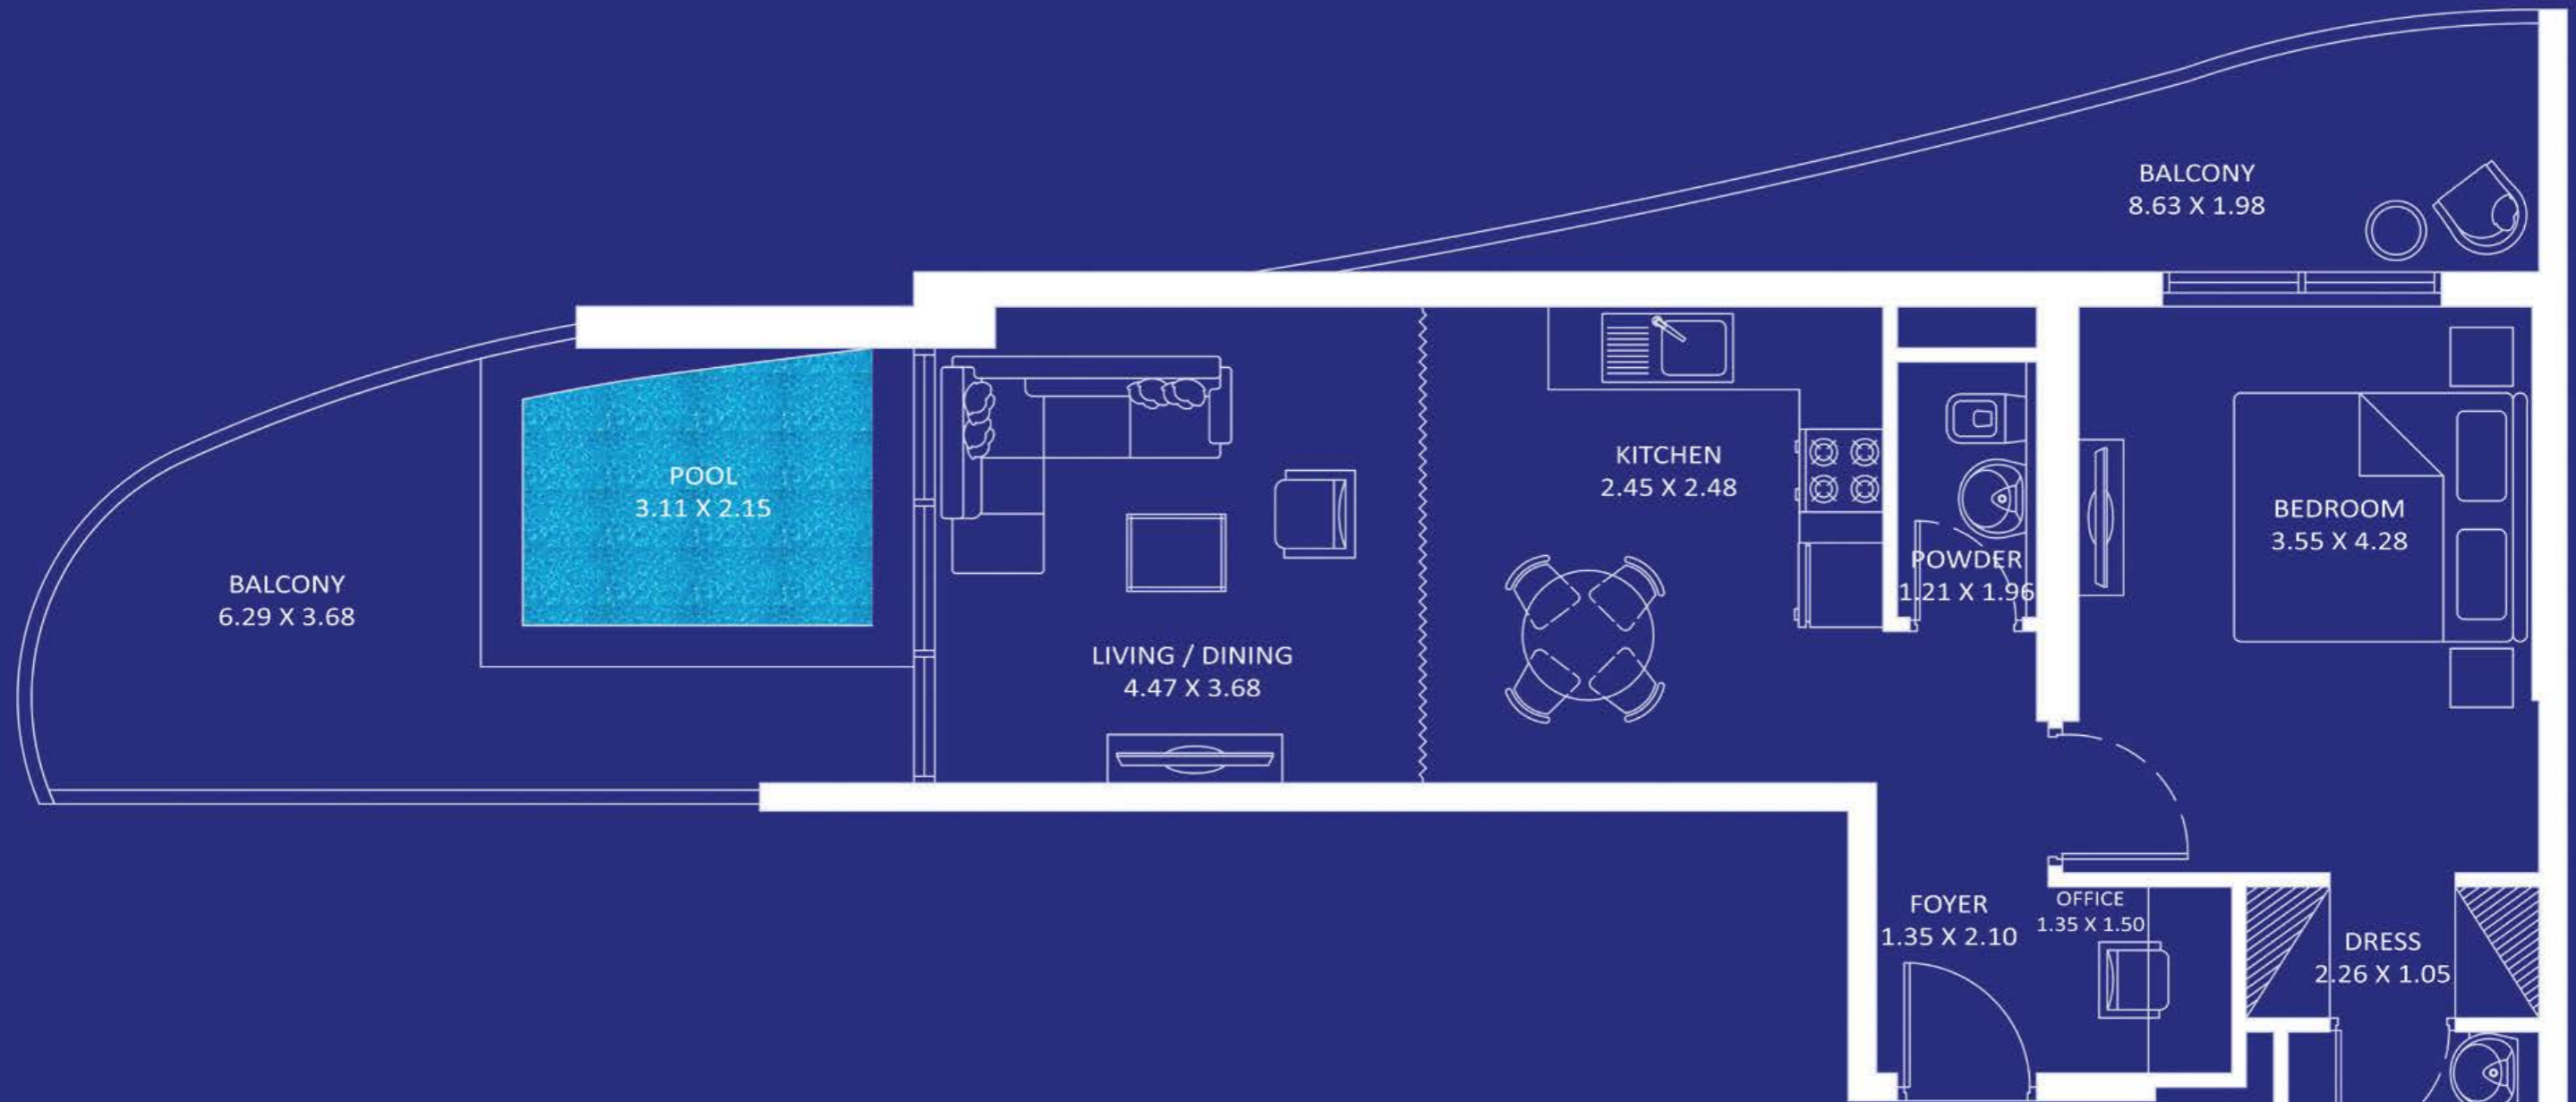 BALCONY
8.63 X 1.98
POOL
3.11 X 2.15
KITCHEN
2.45 X 2.48
BEDROOM
3.55 X 4.28
POWDER
1.21 X 1.96
BALCONY
6.29 X 3.68
LIVING / DINING
4.47 X 3.68
FOYER
1.35 X 2.10
OFFICE
1.35 X 1.50
DRESS
2.26 X 1.05